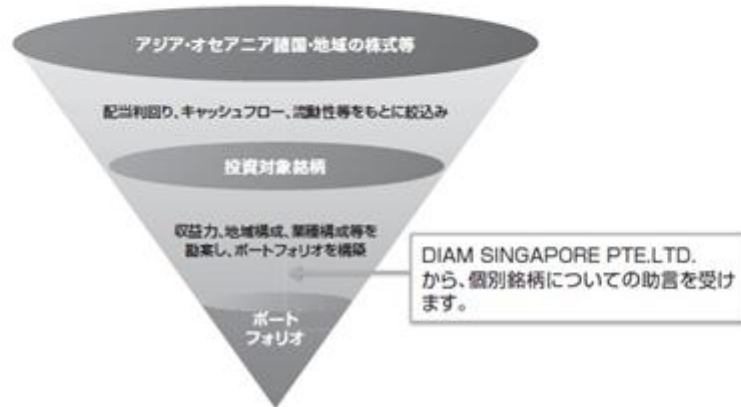 アジア・オセアニア諸国・地域の株式等
配当利回り、キャッシュフロー、流動性等をもとに絞込み
投資対象銘柄
収益力、地域構成、業種構成等を
勘案し、ポートフォリオを構築
DIAM SINGAPORE PTE.LTD.
から、個別銘柄についての助言を受け
ます。
ポート
フォリオ